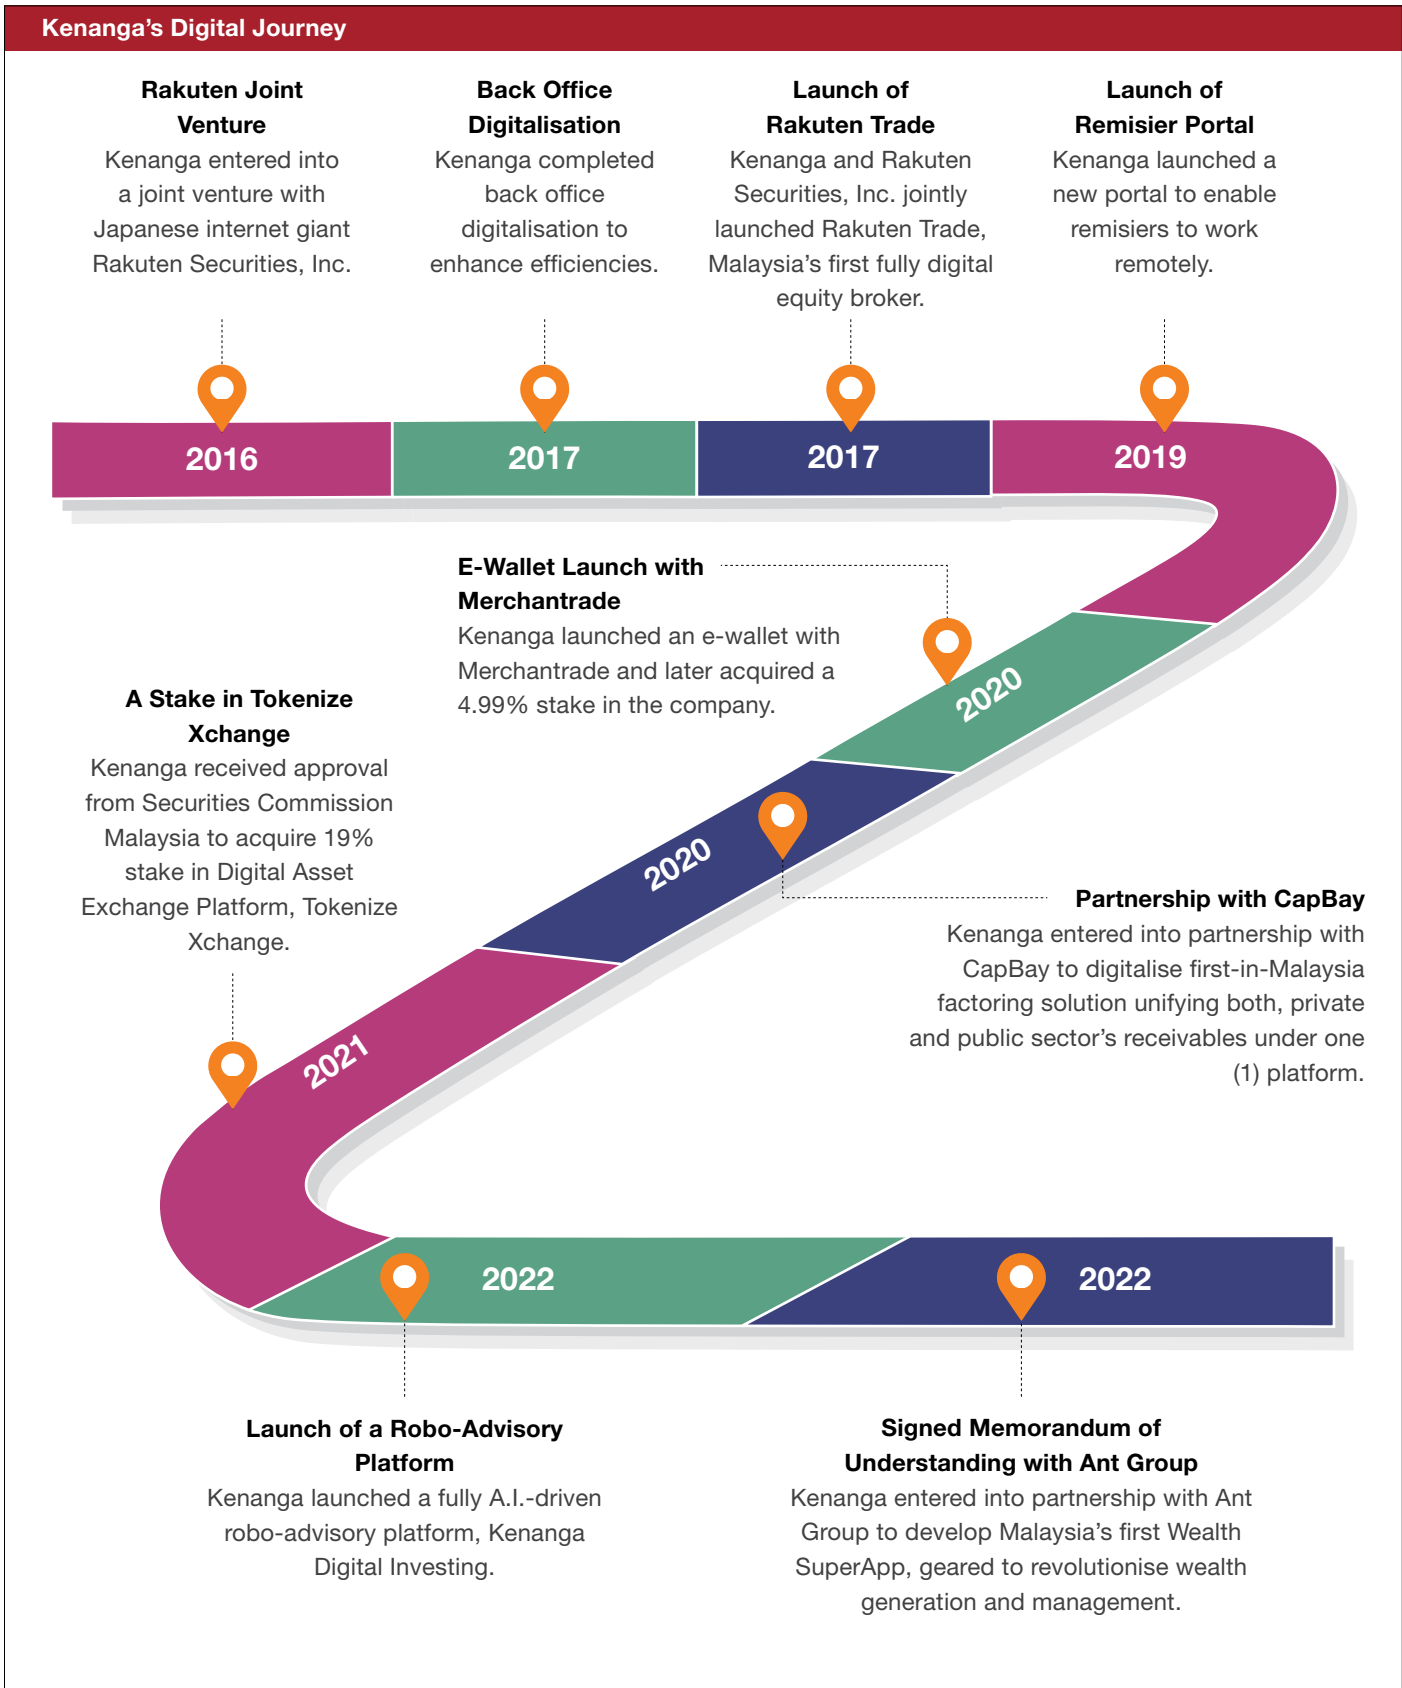 Kenanga's Digital Journey
Rakuten Joint
Venture
Kenanga entered into
a joint venture with
Japanese internet giant
Rakuten Securities, Inc.
Back Office
Digitalisation
Kenanga completed
back office
digitalisation to
enhance efficiencies.
Launch of
Rakuten Trade
Kenanga and Rakuten
Securities, Inc. jointly
launched Rakuten Trade,
Malaysia's first fully digital
equity broker.
Launch of
Remisier Portal
Kenanga launched a
new portal to enable
remisiers to work
remotely.
2016
2017
2017
2019
E-Wallet Launch with
Merchantrade
Kenanga launched an e-wallet with
Merchantrade and later acquired a
4.99% stake in the company.
2020
2020
Partnership with CapBay
Kenanga entered into partnership with
CapBay to digitalise first-in-Malaysia
factoring solution unifying both, private
and public sector's receivables under one
(1) platform.
A Stake in Tokenize
Xchange
Kenanga received approval
from Securities Commission
Malaysia to acquire 19%
stake in Digital Asset
Exchange Platform, Tokenize
Xchange.
2021
2022
2022
Launch of a Robo-Advisory
Platform
Kenanga launched a fully A.I.-driven
robo-advisory platform, Kenanga
Digital Investing.
Signed Memorandum of
Understanding with Ant Group
Kenanga entered into partnership with Ant
Group to develop Malaysia's first Wealth
SuperApp, geared to revolutionise wealth
generation and management.